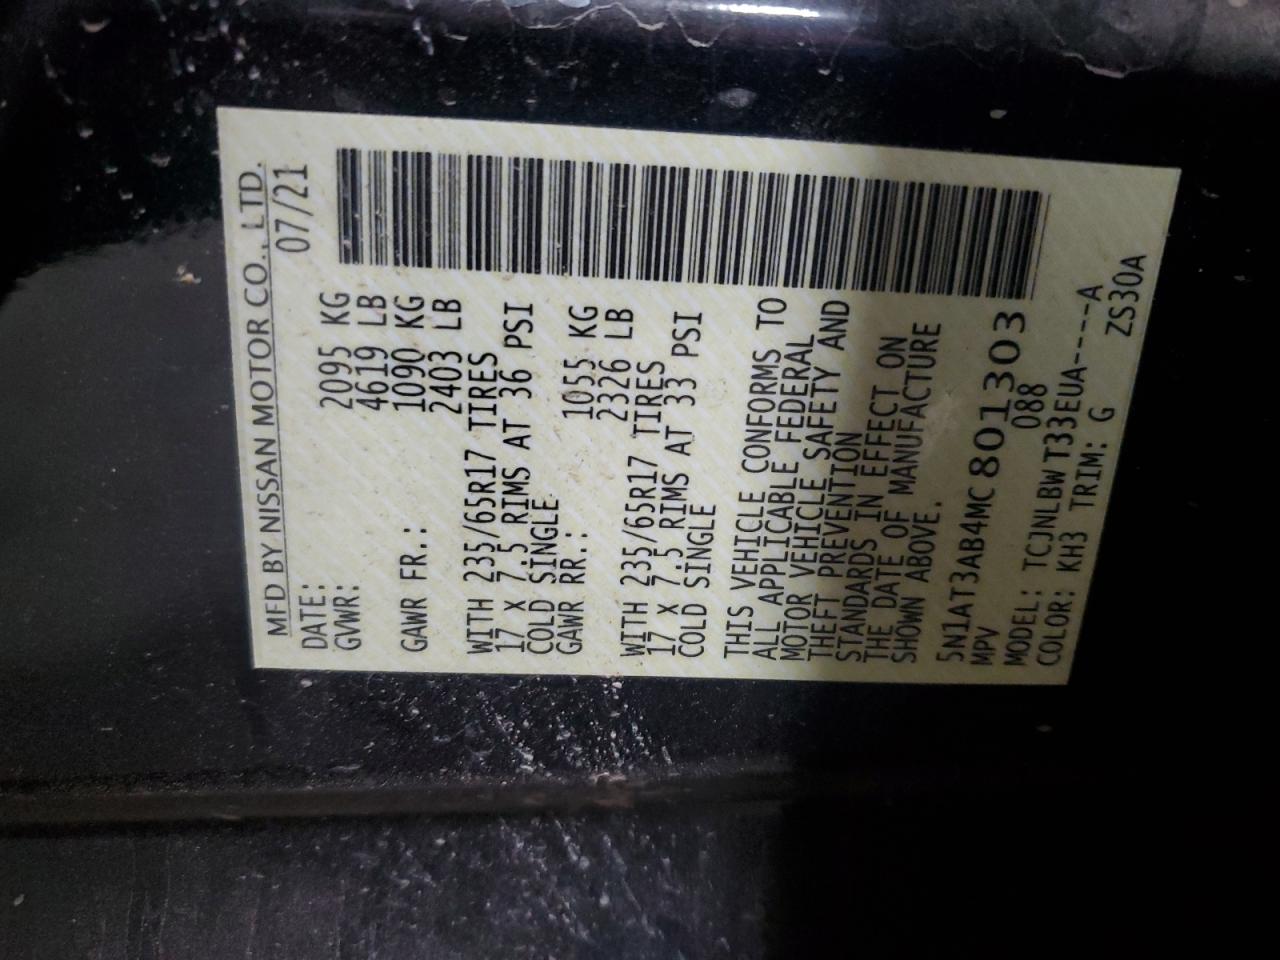 MFD BY NISSAN MOTOR CO., LTD.
DATE: 07/21
GVWR: 2095 KG
4619 LB
GAWR FR.: 1090 KG
2403 LB
WITH 235/65R17 TIRES
17 X 7.5 RIMS AT 36 PSI
COLD SINGLE
GAWR RR.: 1055 KG
2326 LB
WITH 235/65R17 TIRES
17 X 7.5 RIMS AT 33 PSI
COLD SINGLE
THIS VEHICLE CONFORMS TO
ALL APPLICABLE FEDERAL
MOTOR VEHICLE SAFETY AND
THEFT PREVENTION
STANDARDS IN EFFECT ON
THE DATE OF MANUFACTURE
SHOWN ABOVE.
5N1AT3AB4MC801303
MPV 088
MODEL: TCJNLBW T33EUA----A
COLOR: KH3 TRIM: G ZS30A